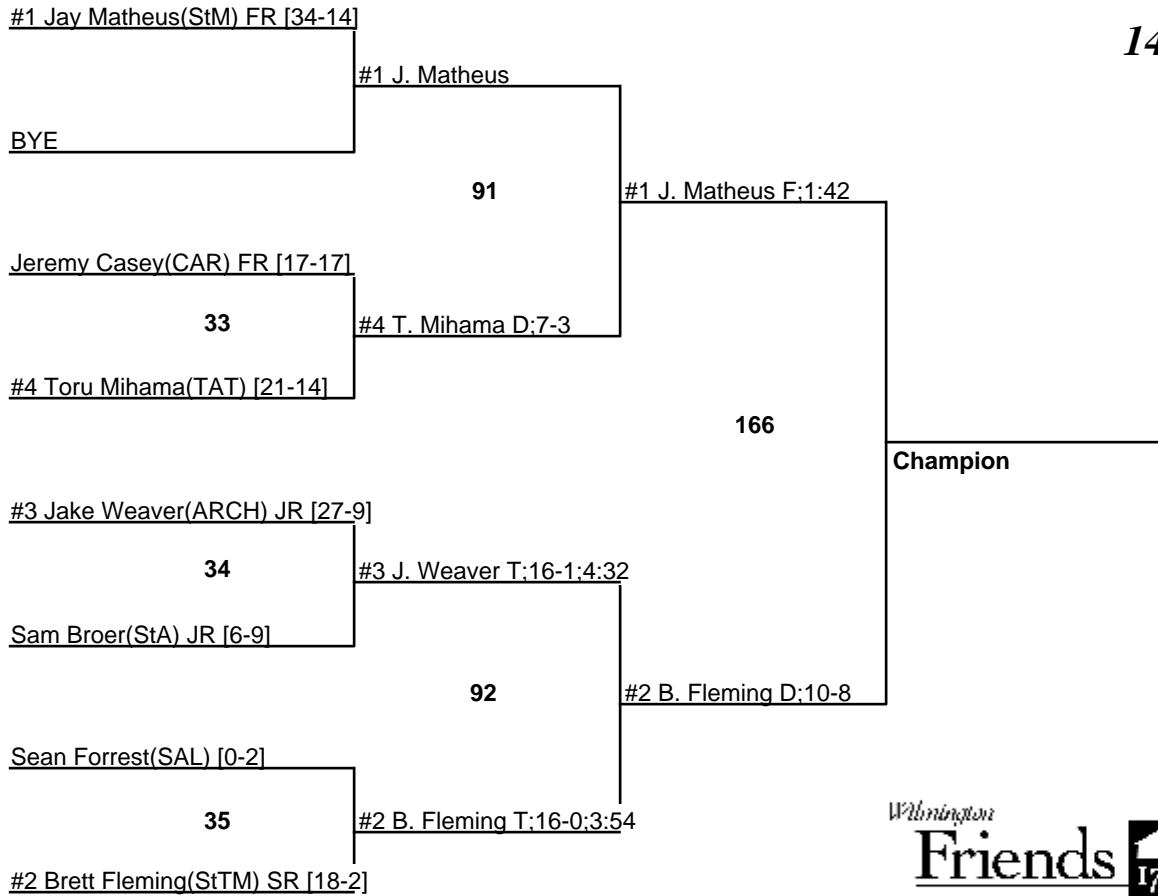 #1 Jay Matheus(StM) FR [34-14]
14
#1 J. Matheus
BYE
91
#1 J. Matheus F;1:42
Jeremy Casey(CAR) FR [17-17]
33
#4 T. Mihama D;7-3
#4 Toru Mihama(TAT) [21-14]
166
Champion
#3 Jake Weaver(ARCH) JR [27-9]
34
#3 J. Weaver T;16-1;4:32
Sam Broer(StA) JR [6-9]
92
#2 B. Fleming D;10-8
Sean Forrest(SAL) [0-2]
35
#2 B. Fleming T;16-0;3:54
#2 Brett Fleming(StTM) SR [18-2]
Wilmington
Friends
17